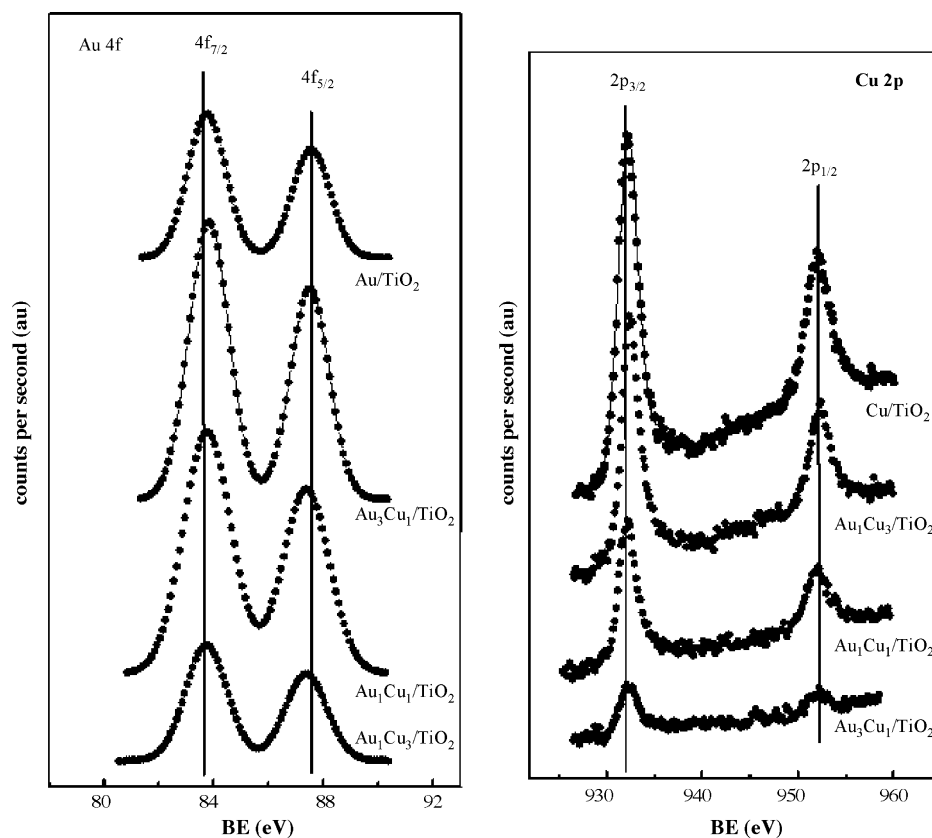 Au 4f
4f₇/₂
4f₅/₂
Au/TiO₂
Au₃Cu₁/TiO₂
Au₁Cu₁/TiO₂
Au₁Cu₃/TiO₂
counts per second (au)
80 84 88 92
BE (eV)
Cu 2p
2p₃/₂
2p₁/₂
Cu/TiO₂
Au₁Cu₃/TiO₂
Au₁Cu₁/TiO₂
Au₃Cu₁/TiO₂
counts per second (au)
930 940 950 960
BE (eV)